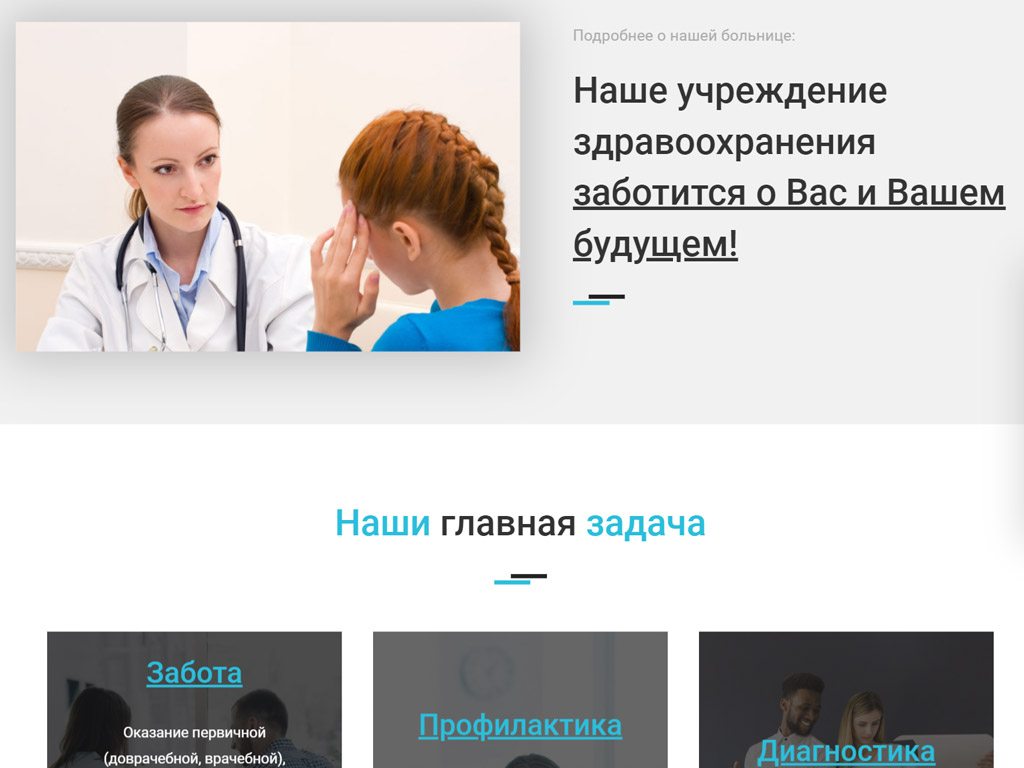 Подробнее о нашей больнице:
Наше учреждение
здравоохранения
заботится о Вас и Вашем
будущем!
Наши главная задача
Забота
Оказание первичной
(доврачебной, врачебной),
Профилактика
Диагностика